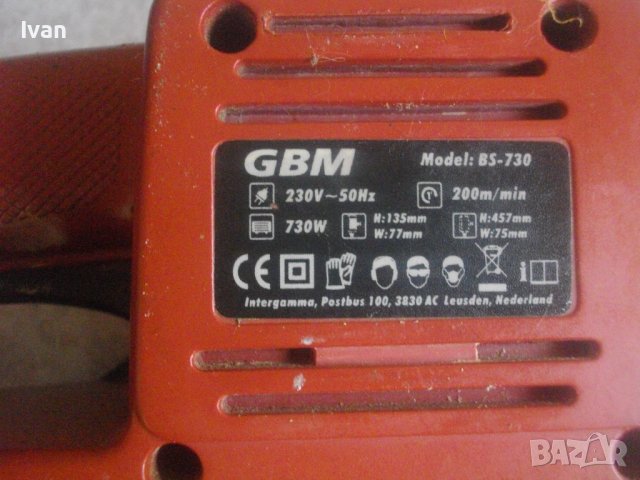 Ivan
GBM Model: BS-730
230V~50Hz 200m/min
730W H:135mm W:77mm H:457mm W:75mm
CE
Intergamma, Postbus 100, 3830 AC Leusden, Nederland
BAZAR